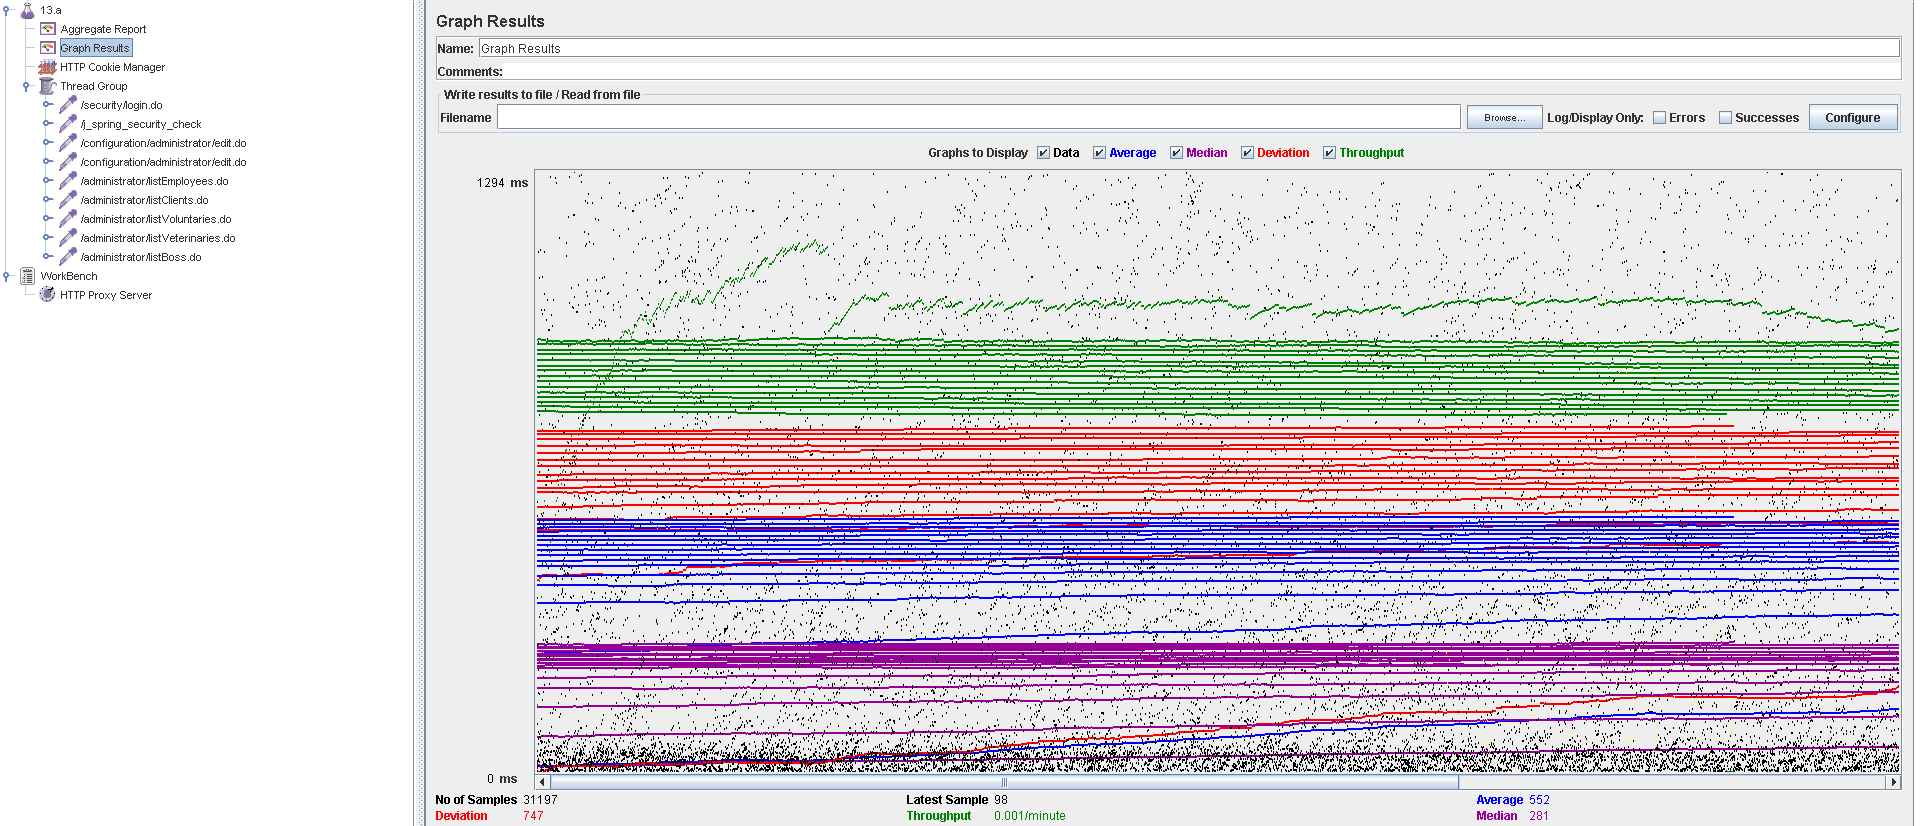 13.a
Aggregate Report
Graph Results
HTTP Cookie Manager
Thread Group
/security/login.do
/j_spring_security_check
/configuration/administrator/edit.do
/configuration/administrator/edit.do
/administrator/listEmployees.do
/administrator/listClients.do
/administrator/listVoluntaries.do
/administrator/listVeterinaries.do
/administrator/listBoss.do
WorkBench
HTTP Proxy Server
Graph Results
Name: Graph Results
Comments:
Write results to file / Read from file
Filename Browse... Log/Display Only: Errors Successes Configure
Graphs to Display Data Average Median Deviation Throughput
1294 ms
0 ms
No of Samples 31197 Latest Sample 98 Average 552
Deviation 747 Throughput 0.001/minute Median 281